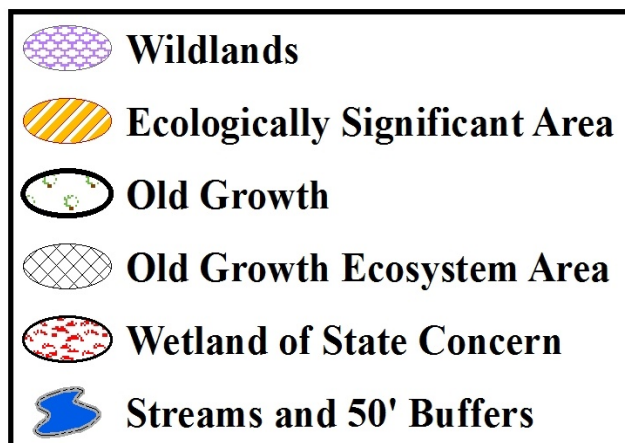 Wildlands
Ecologically Significant Area
Old Growth
Old Growth Ecosystem Area
Wetland of State Concern
Streams and 50' Buffers